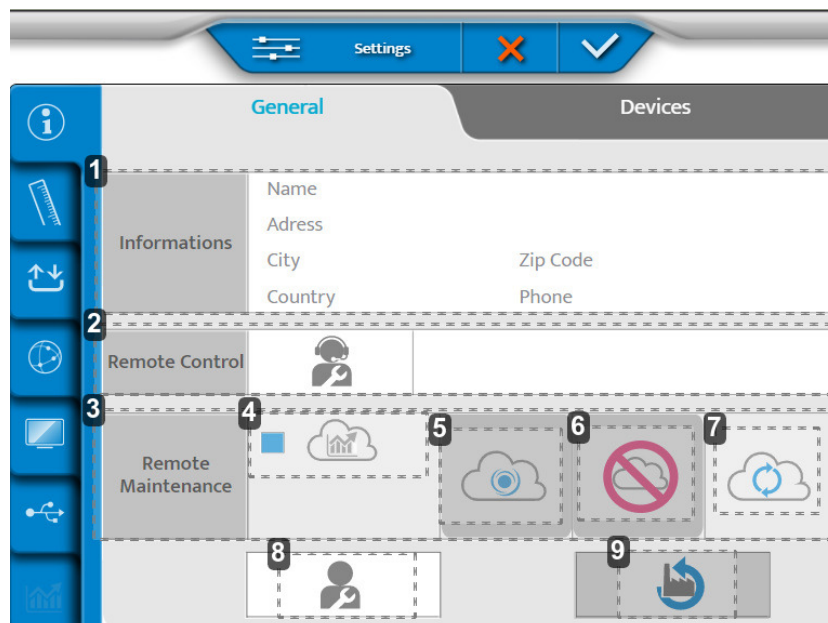 Settings
General
Devices
1
Informations
Name
Adress
City
Zip Code
Country
Phone
2
Remote Control
3
Remote
Maintenance
4
5
6
7
8
9